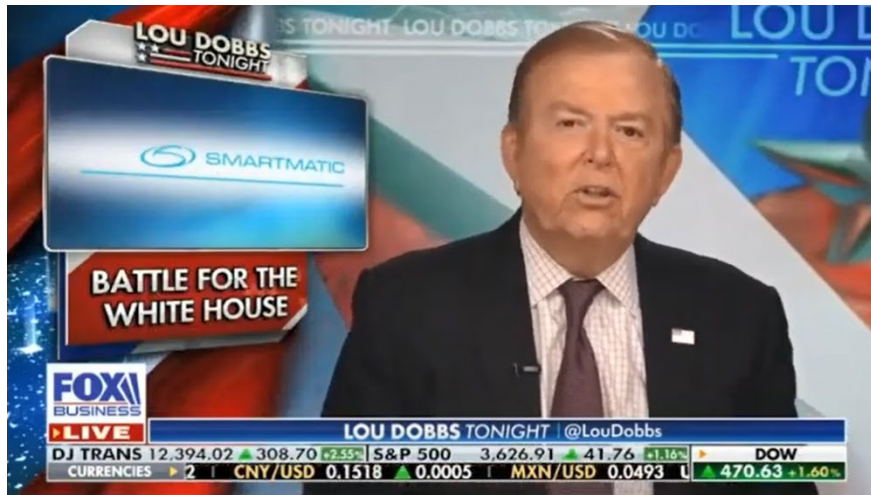 LOU DOBBS
TONIGHT
S TONIGHT LOU DOBBS TO
OU DO
LOU D
TON
SMARTMATIC
BATTLE FOR THE
WHITE HOUSE
FOX
BUSINESS
LIVE
LOU DOBBS TONIGHT | @LouDobbs
DJ TRANS 12,394.02 ▲ 308.70 +2.55% S&P 500 3,626.91 ▲ 41.76 +1.16% DOW
CURRENCIES 2 CNY/USD 0.1518 ▲ 0.0005 MXN/USD 0.0493 ▲ 470.63 +1.60%